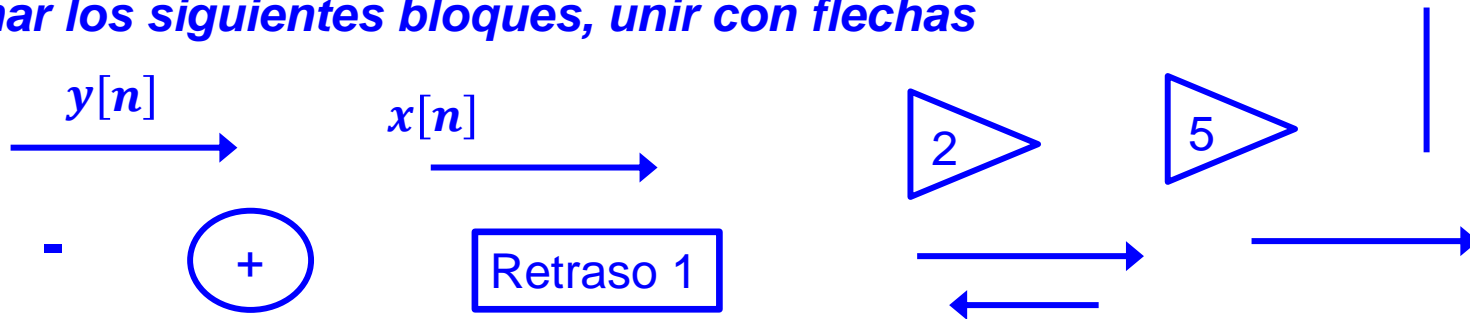 ar los siguientes bloques, unir con flechas
y[n]
x[n]
2
5
-
+
Retraso 1